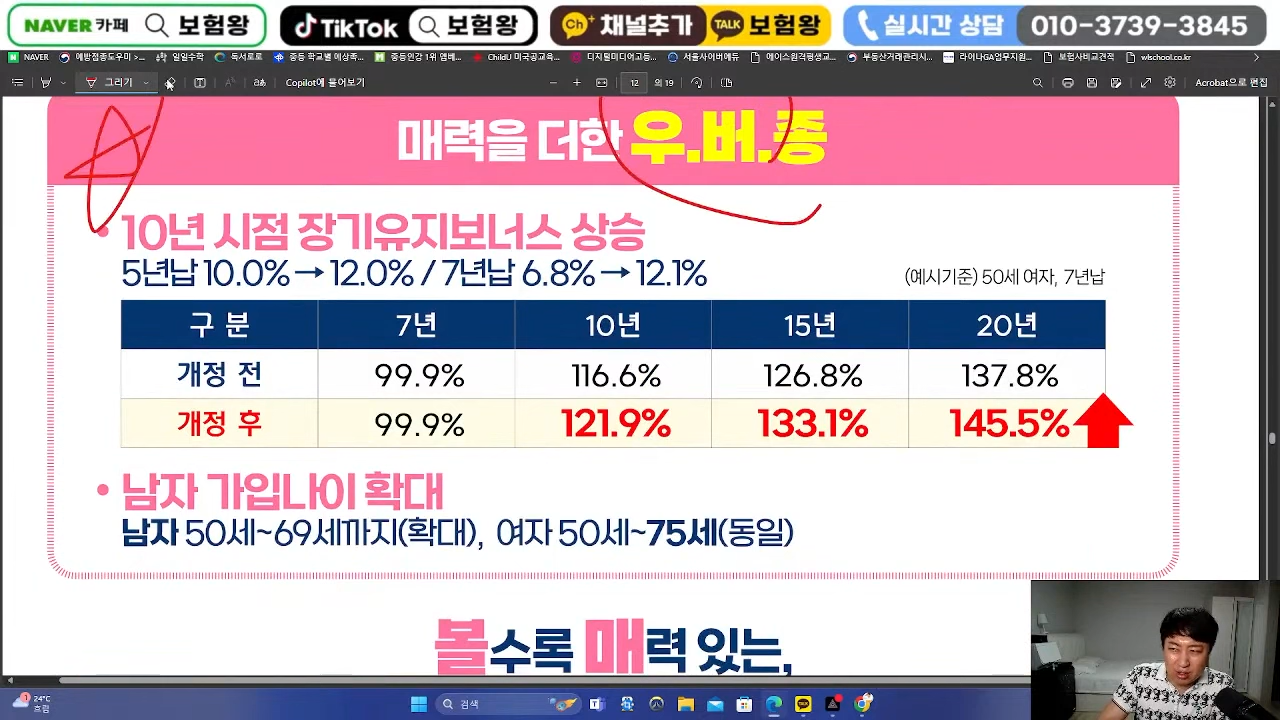 NAVER 카페 보험왕
TikTok 보험왕
Ch+ 채널추가 TALK 보험왕
실시간 상담 010-3739-3845
NAVER 독서로
그리기 Copilot에 물어보기 12 의 19 Acrobat으로 편집
매력을 더한 우.버.종
• 10년 시점 장기유지보너스 상승
5년납 10.0% → 12.0% / 7년납 6.8% → 12.1%
(예시기준) 50세 여자, 7년납
구 분 7년 10년 15년 20년
개정 전 99.9% 116.6% 126.8% 137.8%
개정 후 99.9% 121.9% 133.1% 145.5%
• 남자 가입나이 확대
남자 50세~69세까지(확대), 여자 50세~75세(동일)
볼수록 매력 있는,
24°C
검색